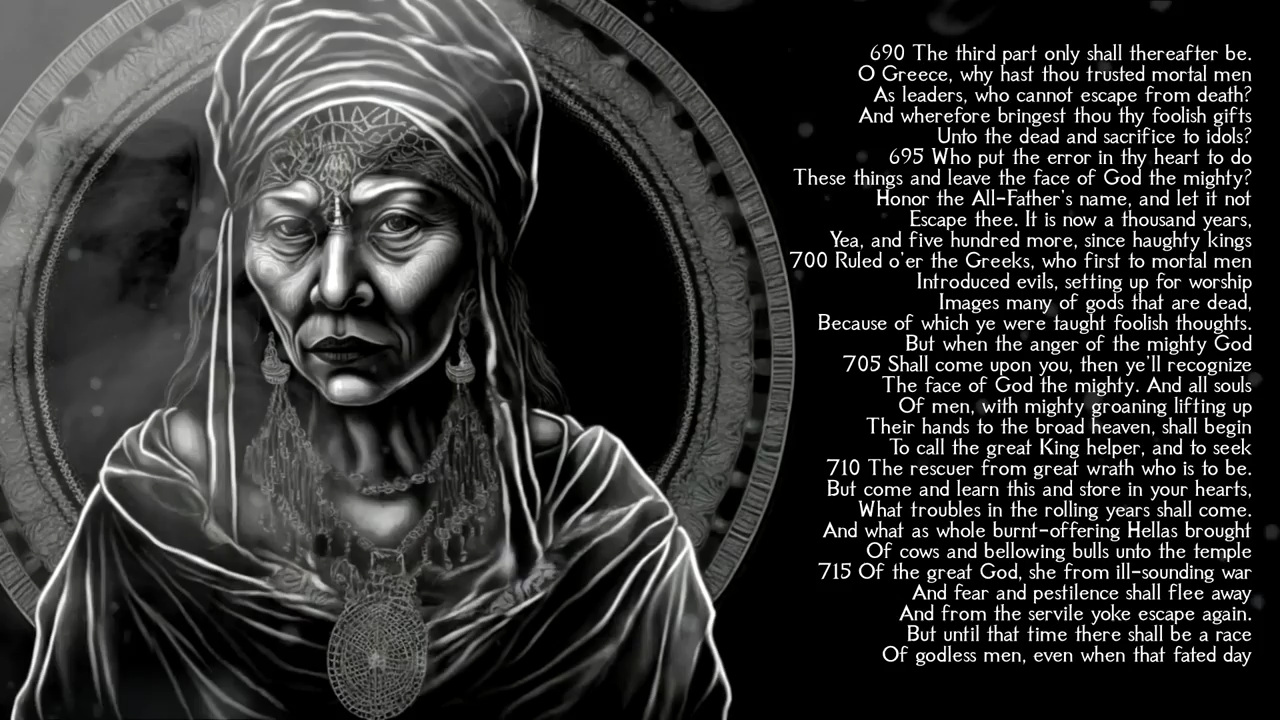 690 The third part only shall thereafter be.
O Greece, why hast thou trusted mortal men
As leaders, who cannot escape from death?
And wherefore bringest thou thy foolish gifts
Unto the dead and sacrifice to idols?
695 Who put the error in thy heart to do
These things and leave the face of God the mighty?
Honor the All-Father's name, and let it not
Escape thee. It is now a thousand years,
Yea, and five hundred more, since haughty kings
700 Ruled o'er the Greeks, who first to mortal men
Introduced evils, setting up for worship
Images many of gods that are dead,
Because of which ye were taught foolish thoughts.
But when the anger of the mighty God
705 Shall come upon you, then ye'll recognize
The face of God the mighty. And all souls
Of men, with mighty groaning lifting up
Their hands to the broad heaven, shall begin
To call the great King helper, and to seek
710 The rescuer from great wrath who is to be.
But come and learn this and store in your hearts,
What troubles in the rolling years shall come.
And what as whole burnt-offering Hellas brought
Of cows and bellowing bulls unto the temple
715 Of the great God, she from ill-sounding war
And fear and pestilence shall flee away
And from the servile yoke escape again.
But until that time there shall be a race
Of godless men, even when that fated day